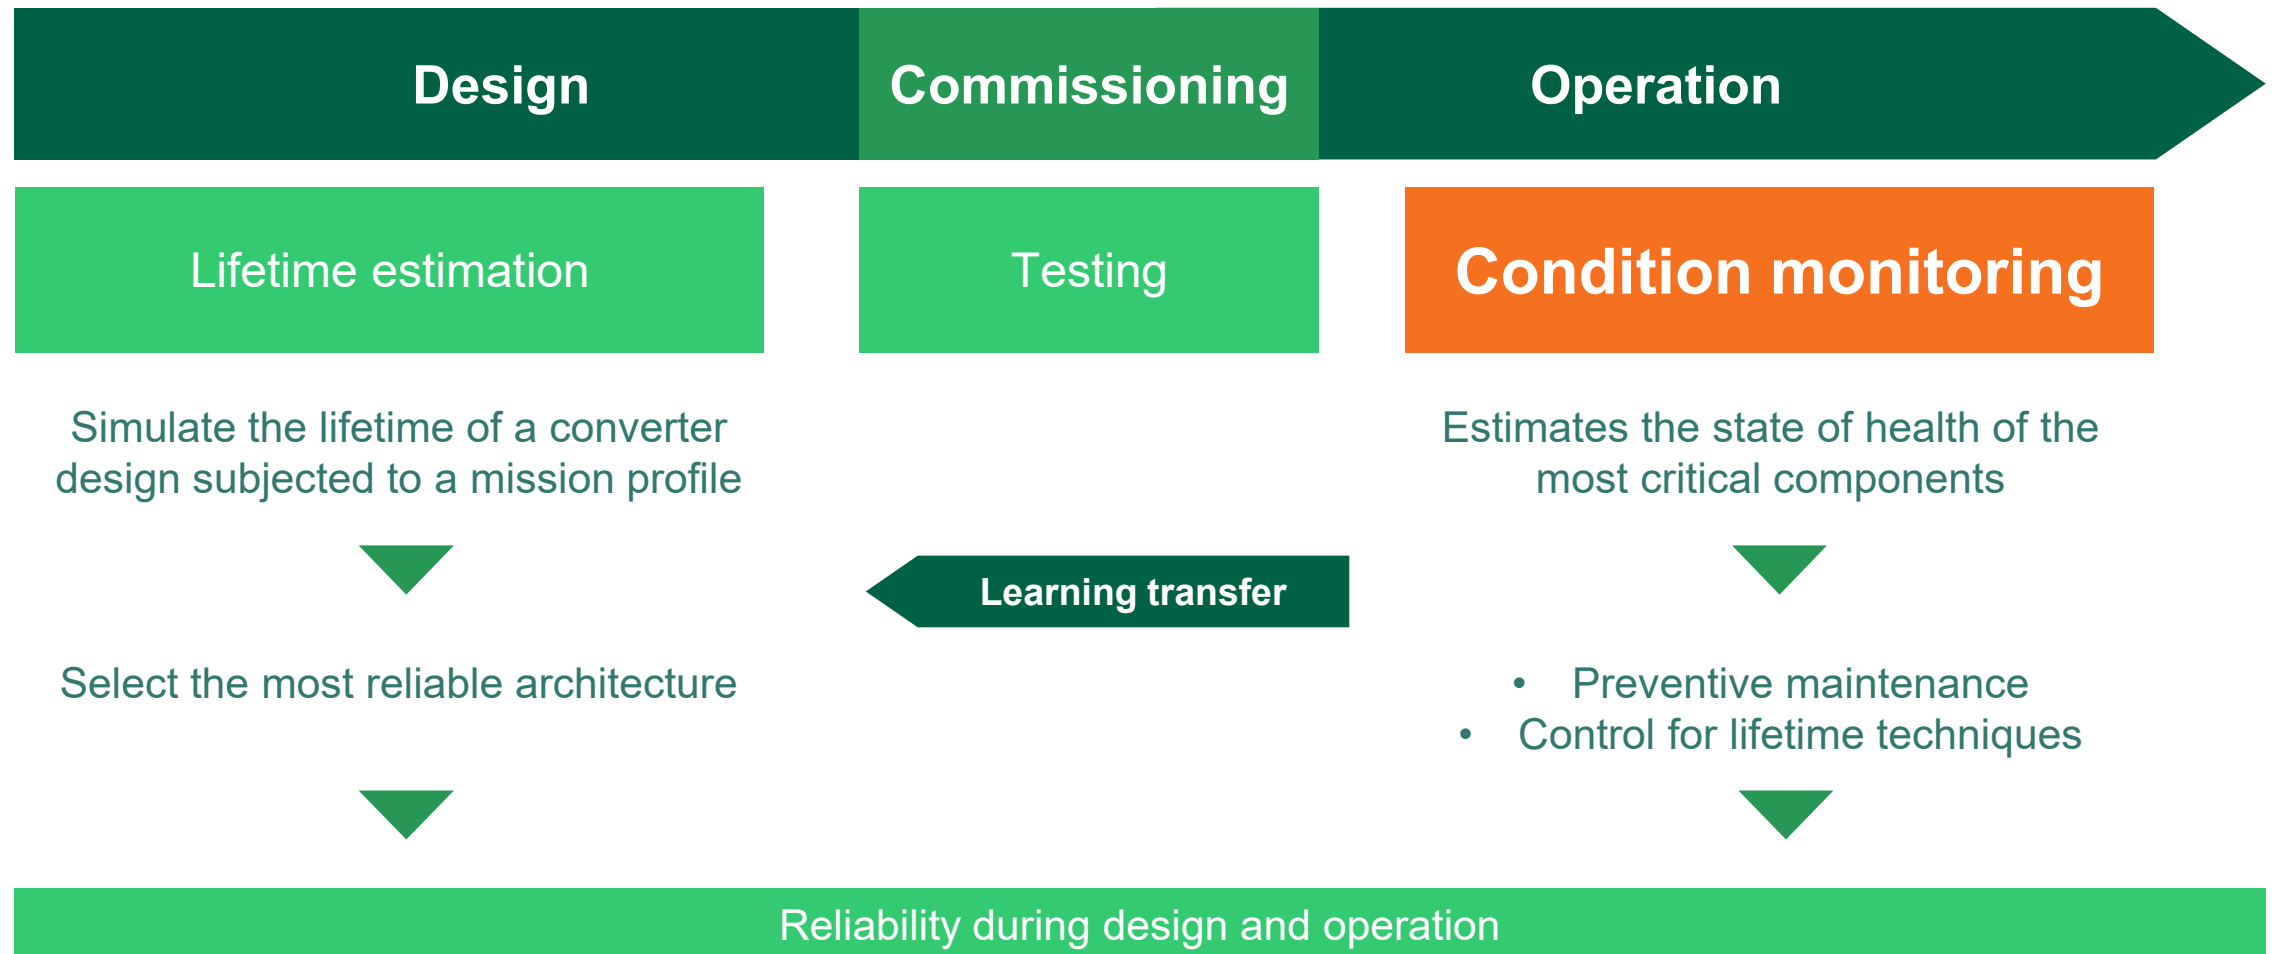 Design
Commissioning
Operation
Lifetime estimation
Testing
Condition monitoring
Simulate the lifetime of a converter
design subjected to a mission profile
Select the most reliable architecture
Learning transfer
Estimates the state of health of the
most critical components
• Preventive maintenance
• Control for lifetime techniques
Reliability during design and operation